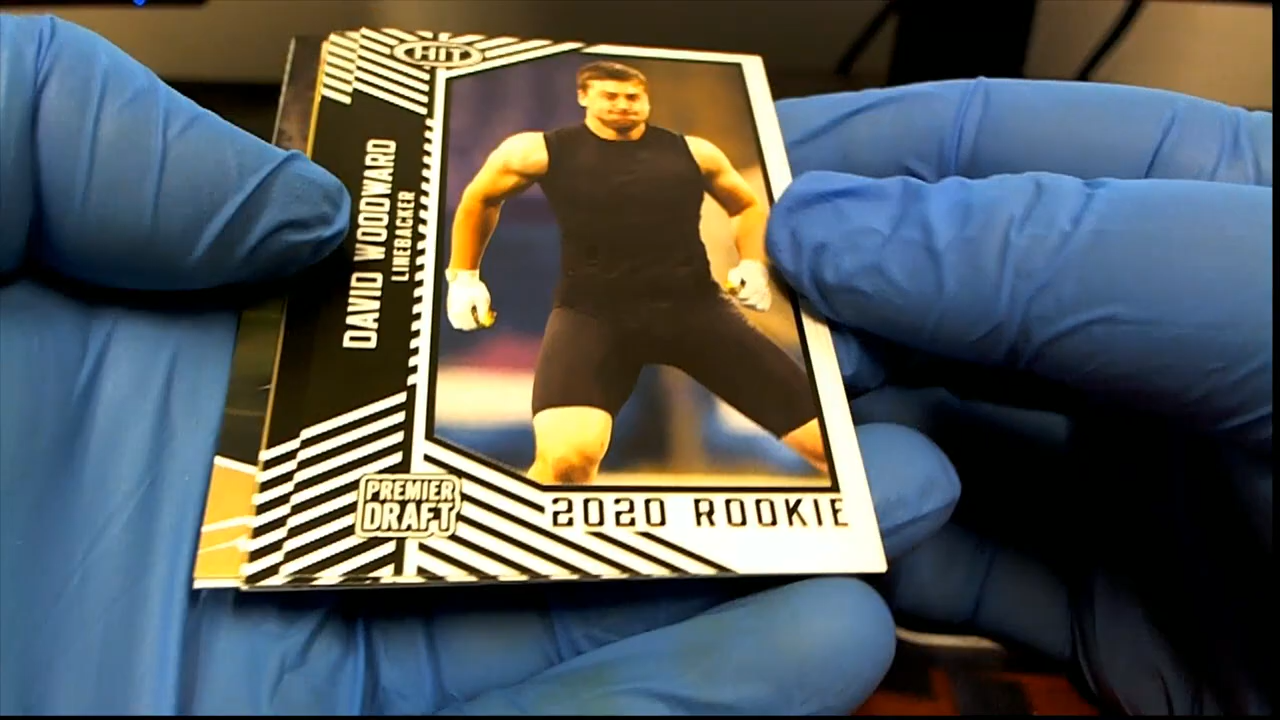 HIT
DAVID WOODWARD
LINEBACKER
PREMIER
DRAFT
2020 ROOKIE